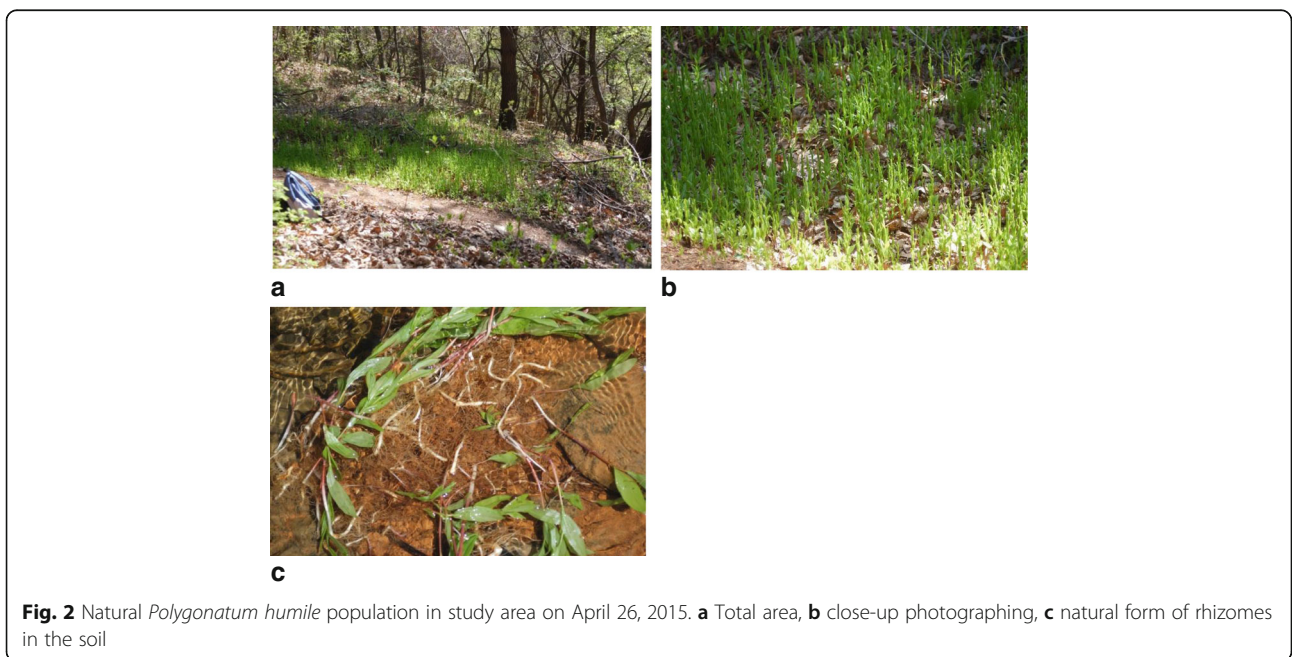 a
b
c
Fig. 2 Natural Polygonatum humile population in study area on April 26, 2015. a Total area, b close-up photographing, c natural form of rhizomes
in the soil